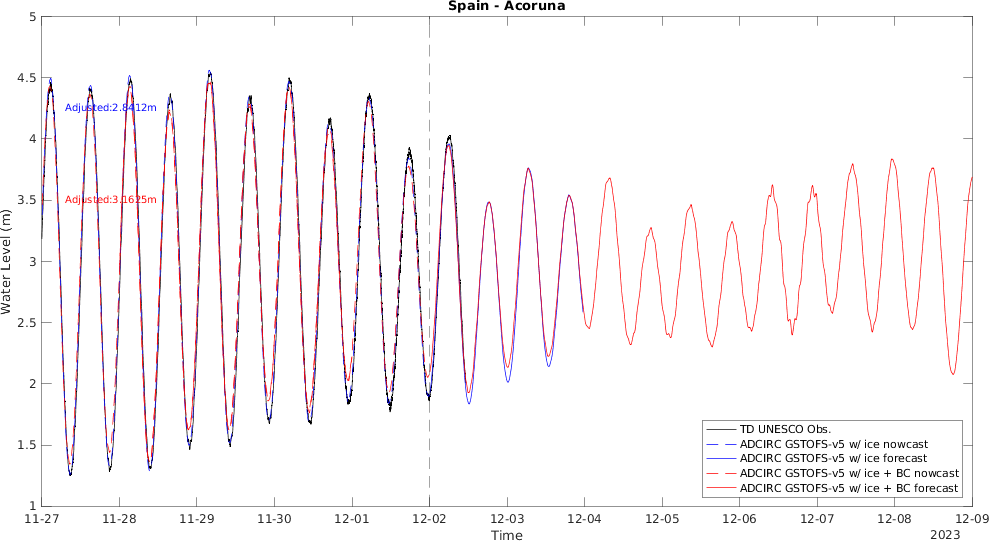 Spain - Acoruna
5
4.5
4
3.5
3
2.5
2
1.5
1
Water Level (m)
Adjusted:2.8412m
Adjusted:3.1625m
TD UNESCO Obs.
ADCIRC GSTOFS-v5 w/ ice nowcast
ADCIRC GSTOFS-v5 w/ ice forecast
ADCIRC GSTOFS-v5 w/ ice + BC nowcast
ADCIRC GSTOFS-v5 w/ ice + BC forecast
11-27 11-28 11-29 11-30 12-01 12-02 12-03 12-04 12-05 12-06 12-07 12-08 12-09
Time
2023